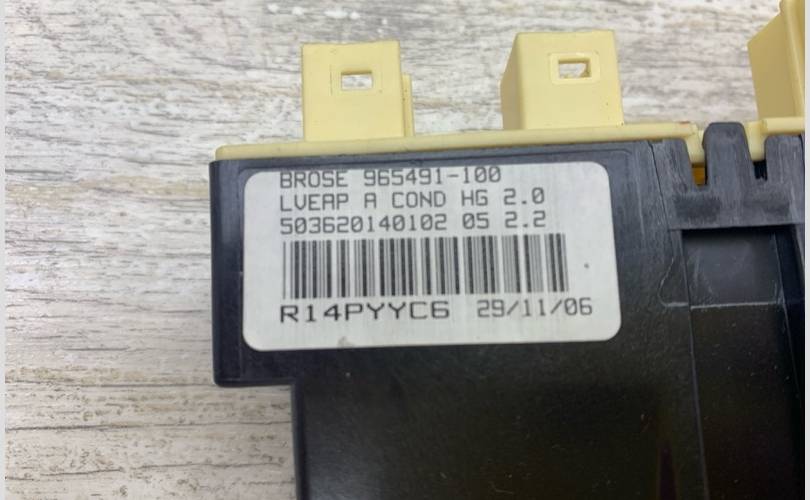 BROSE 965491-100
LVEAP A COND HG 2.0
503620140102 05 2.2
R14PYYC6 29/11/06